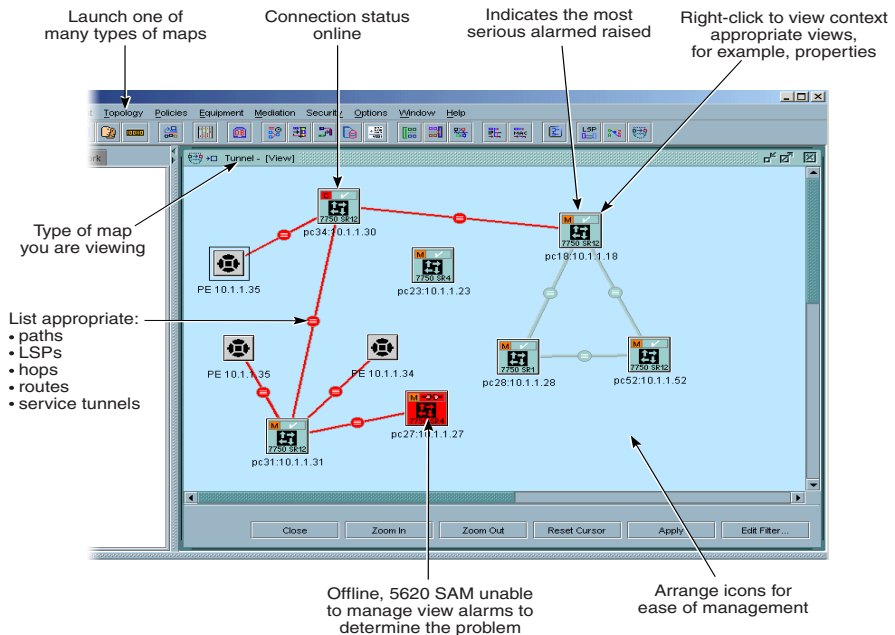 Launch one of
many types of maps
Connection status
online
Indicates the most
serious alarmed raised
Right-click to view context
appropriate views,
for example, properties
Topology Policies Equipment Mediation Security Options Window Help
LSP
Tunnel - [View]
C
7750 SR12
pc34:10.1.1.30
M
7750 SR12
pc18:10.1.1.18
Type of map
you are viewing
PE 10.1.1.35
7750 SR4
pc23:10.1.1.23
M
List appropriate:
• paths
• LSPs
• hops
• routes
• service tunnels
PE 10.1.1.35
PE 10.1.1.34
M
7750 SR1
pc28:10.1.1.28
M
7750 SR12
pc52:10.1.1.52
M
7750 SR12
pc31:10.1.1.31
M
7750 SR4
pc27:10.1.1.27
Close Zoom In Zoom Out Reset Cursor Apply Edit Filter...
Offline, 5620 SAM unable
to manage view alarms to
determine the problem
Arrange icons for
ease of management